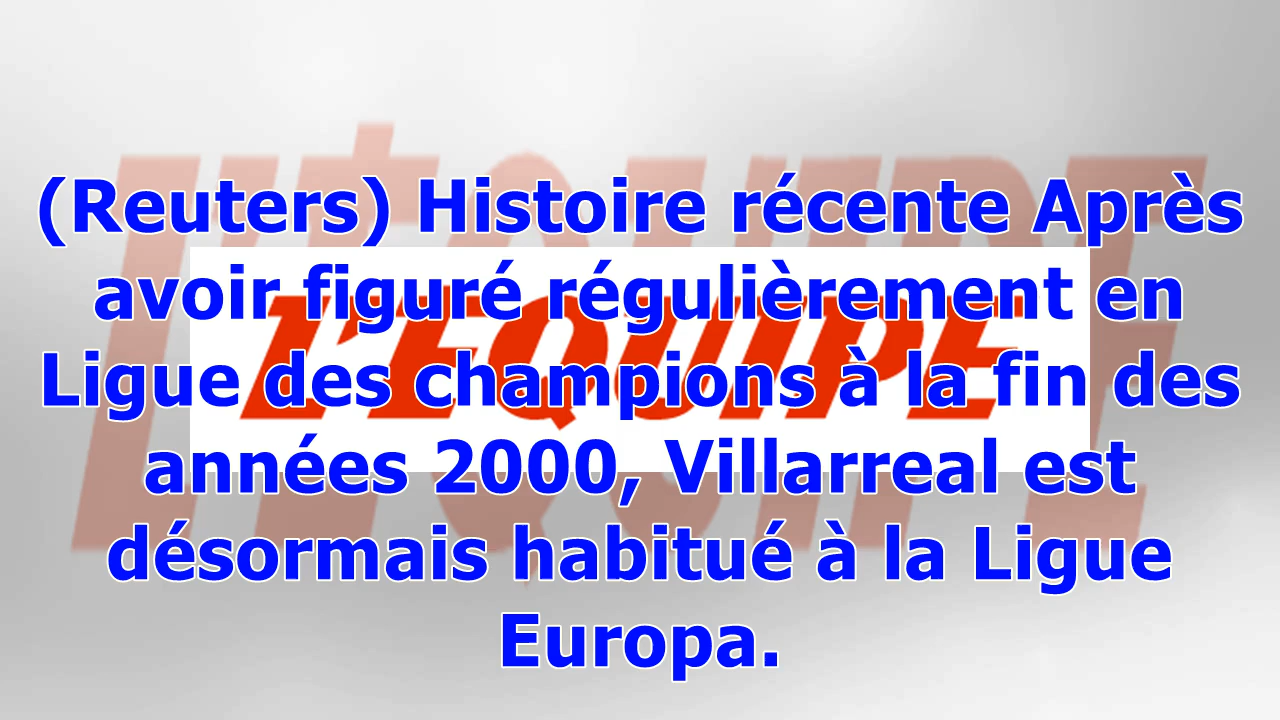 (Reuters) Histoire récente Après
avoir figuré régulièrement en
Ligue des champions à la fin des
années 2000, Villarreal est
désormais habitué à la Ligue
Europa.
L'ÉQUIPE
L'ÉQUIPE